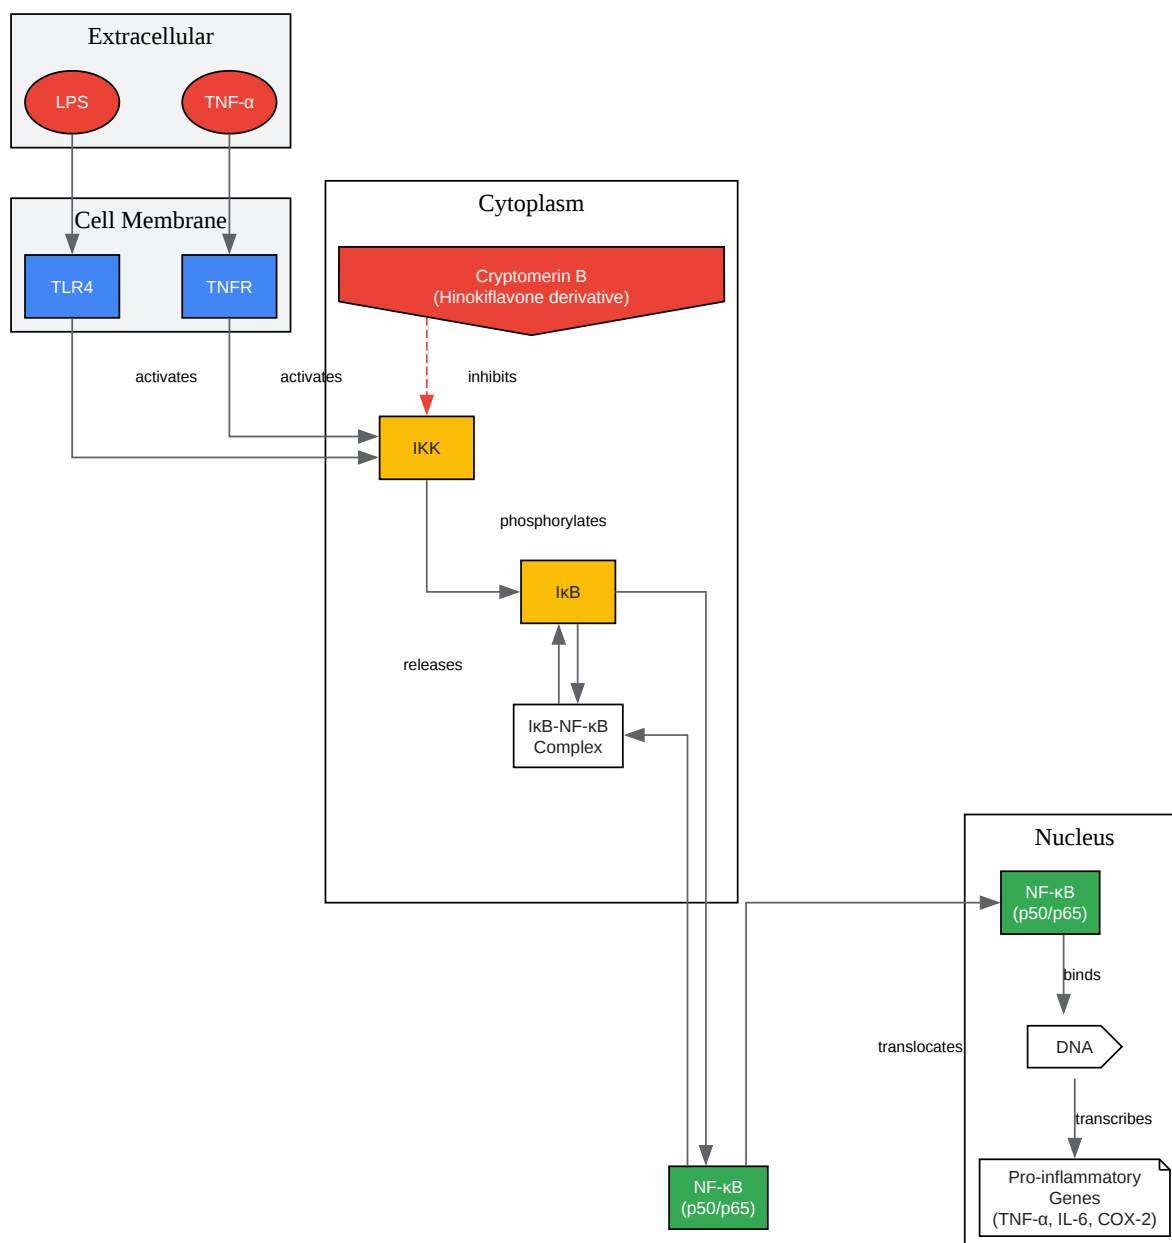 Extracellular
LPS
TNF-α
Cell Membrane
TLR4
TNFR
Cytoplasm
Cryptomerin B
(Hinokiflavone derivative)
activates
activates
inhibits
IKK
phosphorylates
IκB
releases
IκB-NF-κB
Complex
Nucleus
NF-κB
(p50/p65)
binds
DNA
translocates
transcribes
Pro-inflammatory
Genes
(TNF-α, IL-6, COX-2)
NF-κB
(p50/p65)